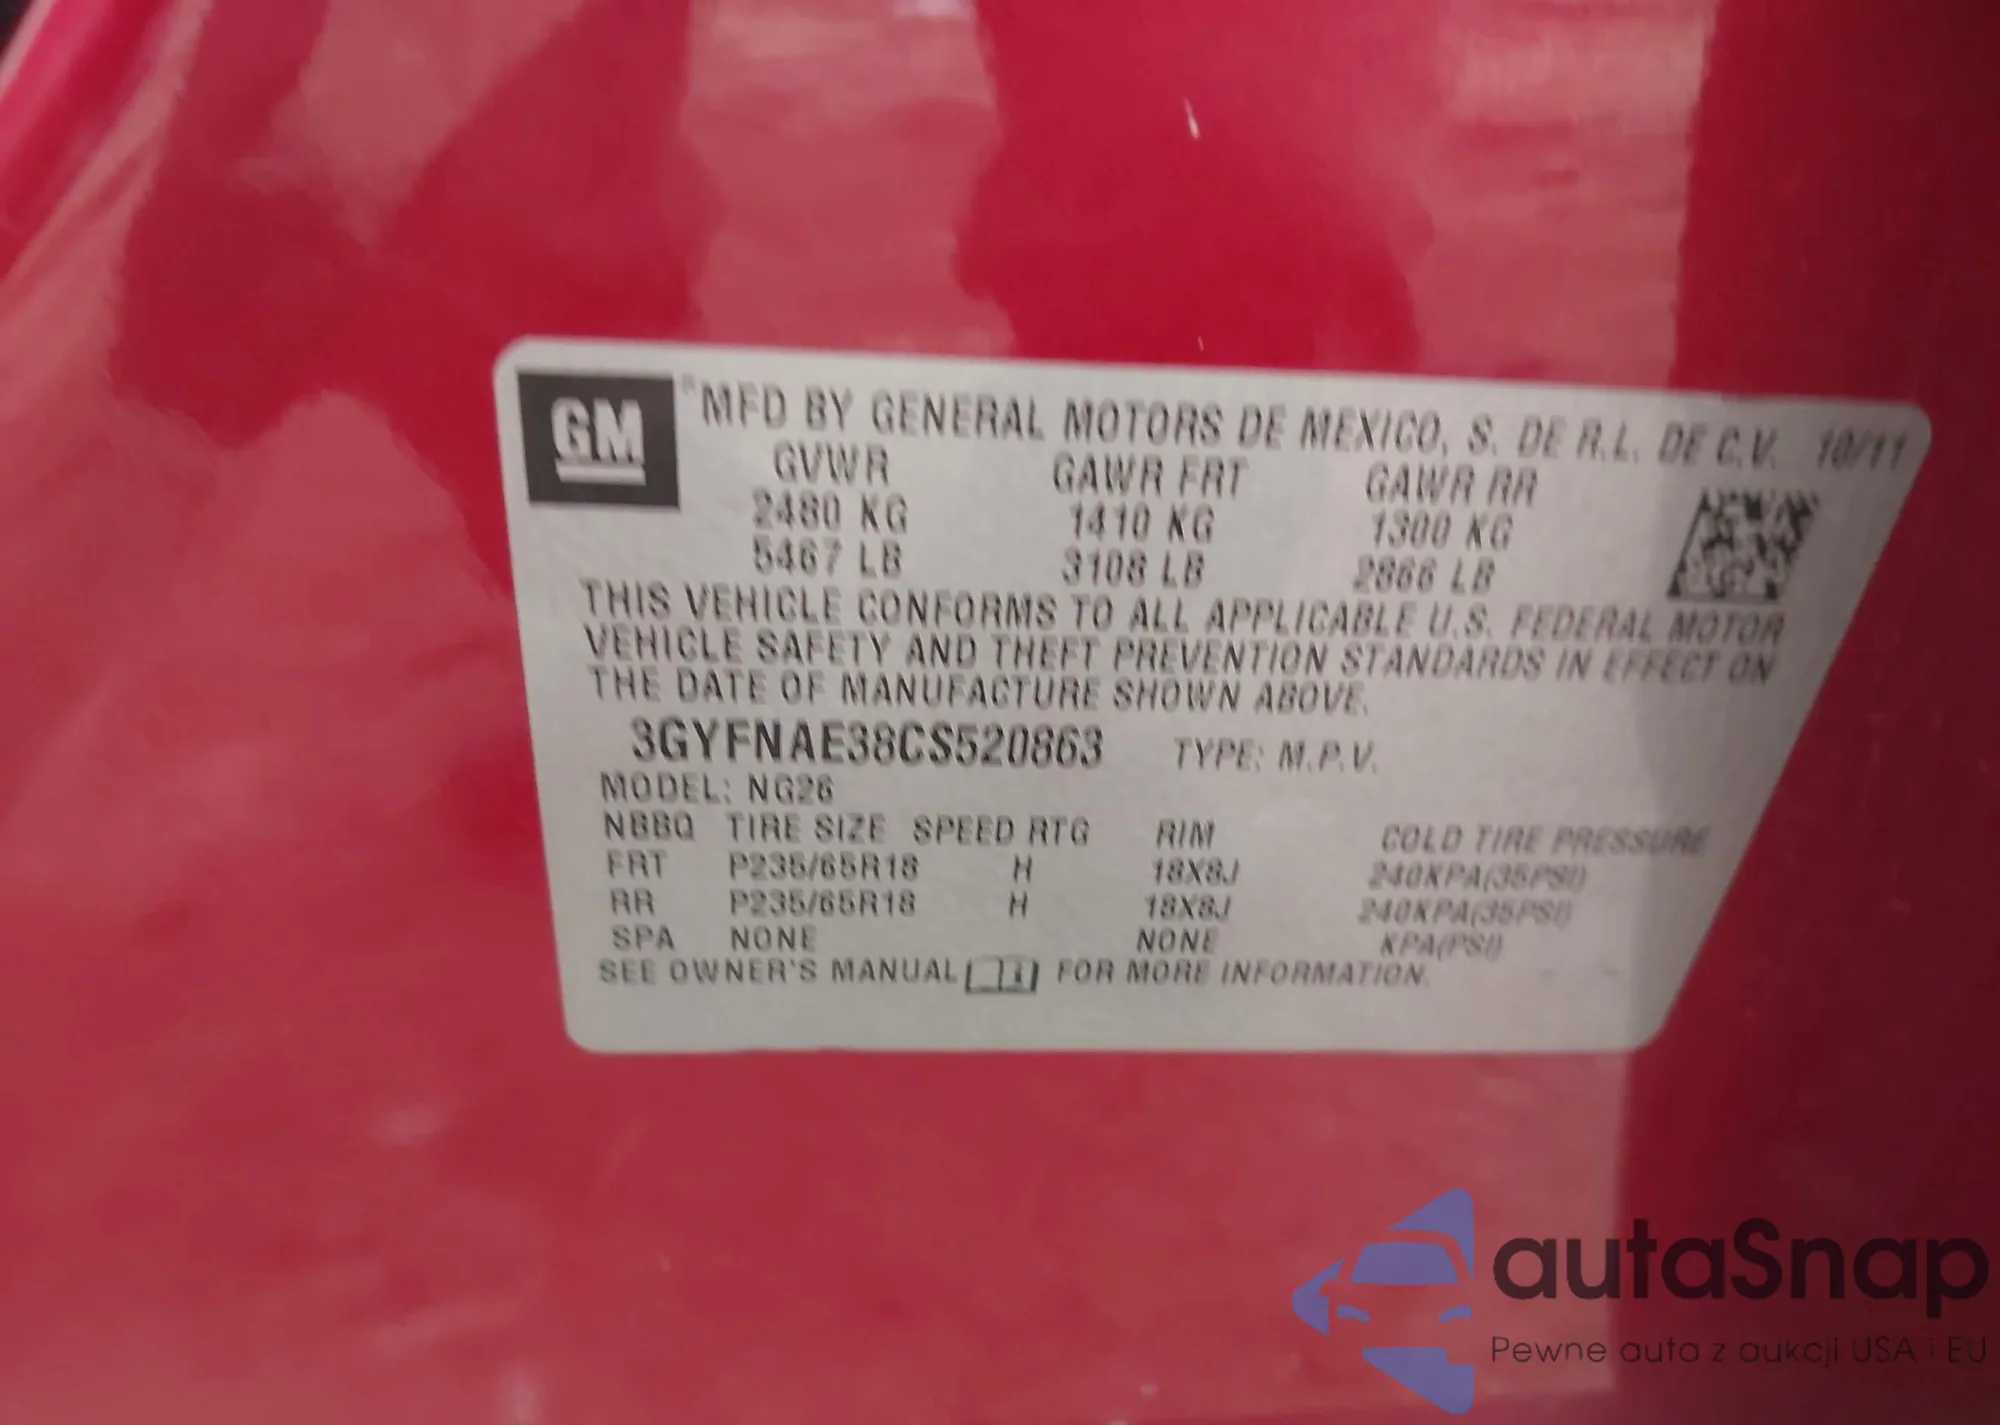 GM
®MFD BY GENERAL MOTORS DE MEXICO, S. DE R.L. DE C.V. 10/11
GVWR GAWR FRT GAWR RR
2480 KG 1410 KG 1300 KG
5467 LB 3108 LB 2866 LB
THIS VEHICLE CONFORMS TO ALL APPLICABLE U.S. FEDERAL MOTOR
VEHICLE SAFETY AND THEFT PREVENTION STANDARDS IN EFFECT ON
THE DATE OF MANUFACTURE SHOWN ABOVE.
3GYFNAE38CS520863 TYPE: M.P.V.
MODEL: NG26
NBBQ TIRE SIZE SPEED RTG RIM COLD TIRE PRESSURE
FRT P235/65R18 H 18X8J 240KPA(35PSI)
RR P235/65R18 H 18X8J 240KPA(35PSI)
SPA NONE NONE KPA(PSI)
SEE OWNER'S MANUAL FOR MORE INFORMATION.
autaSnap
Pewne auta z aukcji USA i EU